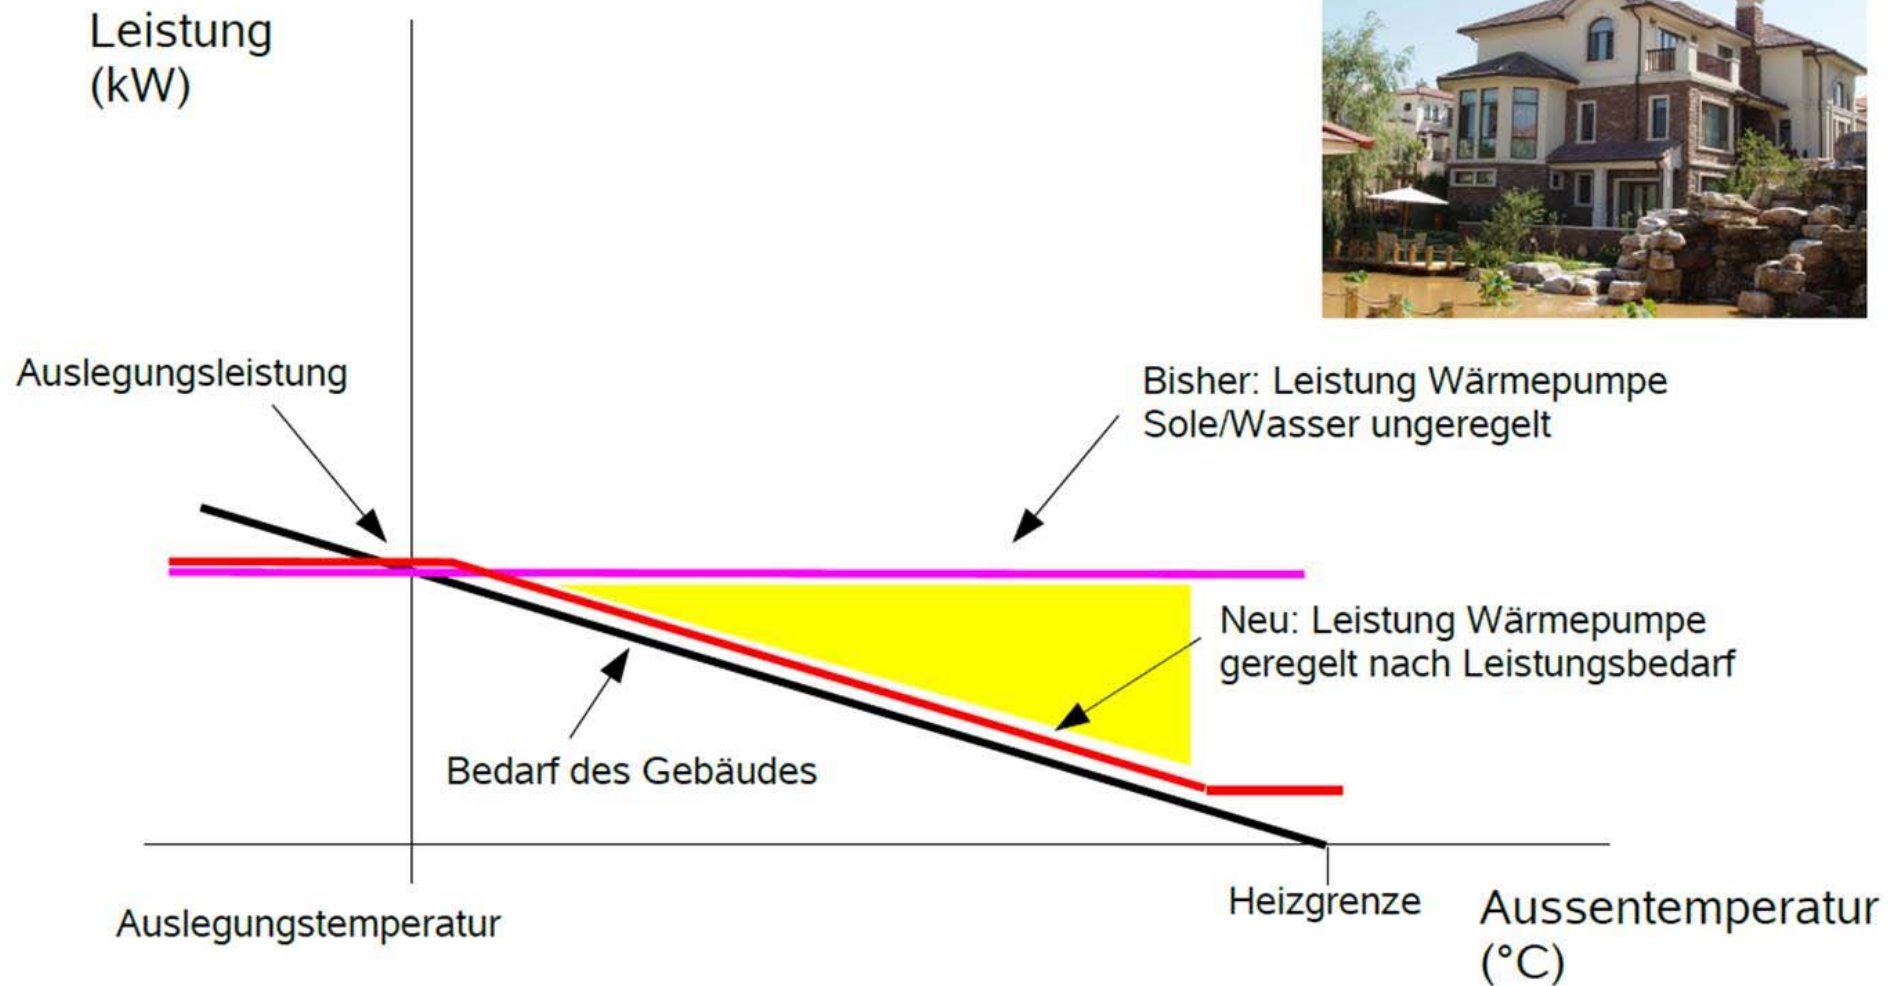 Leistung
(kW)
Auslegungsleistung
Bisher: Leistung Wärmepumpe
Sole/Wasser ungeregelt
Neu: Leistung Wärmepumpe
geregelt nach Leistungsbedarf
Bedarf des Gebäudes
Heizgrenze
Auslegungstemperatur
Aussentemperatur
(°C)